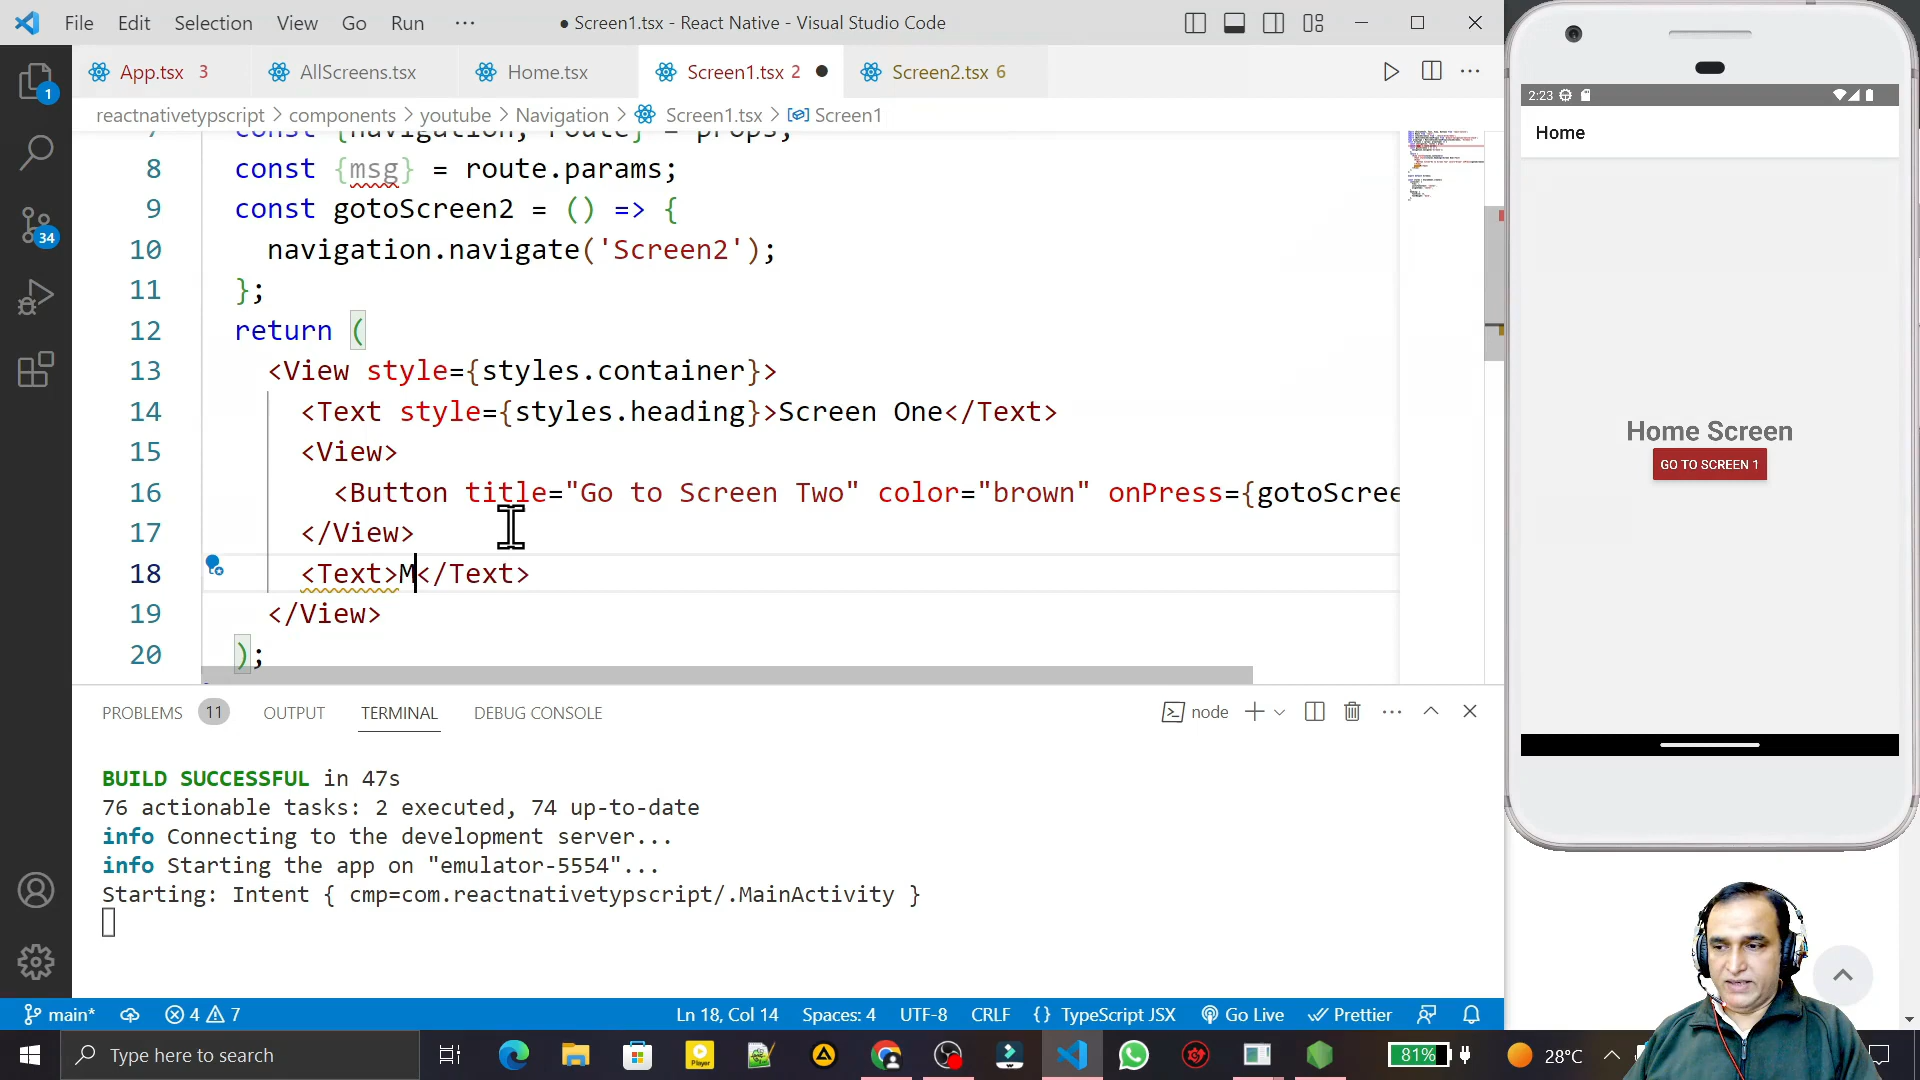 File Edit Selection View Go Run ··· ● Screen1.tsx - React Native - Visual Studio Code
App.tsx 3 AllScreens.tsx Home.tsx Screen1.tsx 2 ● Screen2.tsx 6
reactnativetypscript > components > youtube > Navigation > Screen1.tsx > Screen1
7 const {navigation, route} = props;
8 const {msg} = route.params;
9 const gotoScreen2 = () => {
10 navigation.navigate('Screen2');
11 };
12 return (
13 <View style={styles.container}>
14 <Text style={styles.heading}>Screen One</Text>
15 <View>
16 <Button title="Go to Screen Two" color="brown" onPress={gotoScree
17 </View>
18 <Text>M</Text>
19 </View>
20 );
PROBLEMS 11 OUTPUT TERMINAL DEBUG CONSOLE node
BUILD SUCCESSFUL in 47s
76 actionable tasks: 2 executed, 74 up-to-date
info Connecting to the development server...
info Starting the app on "emulator-5554"...
Starting: Intent { cmp=com.reactnativetypscript/.MainActivity }
1
34
main* 4 7 Ln 18, Col 14 Spaces: 4 UTF-8 CRLF {} TypeScript JSX Go Live Prettier
Type here to search Player 81% 28°C
2:23
Home
Home Screen
GO TO SCREEN 1